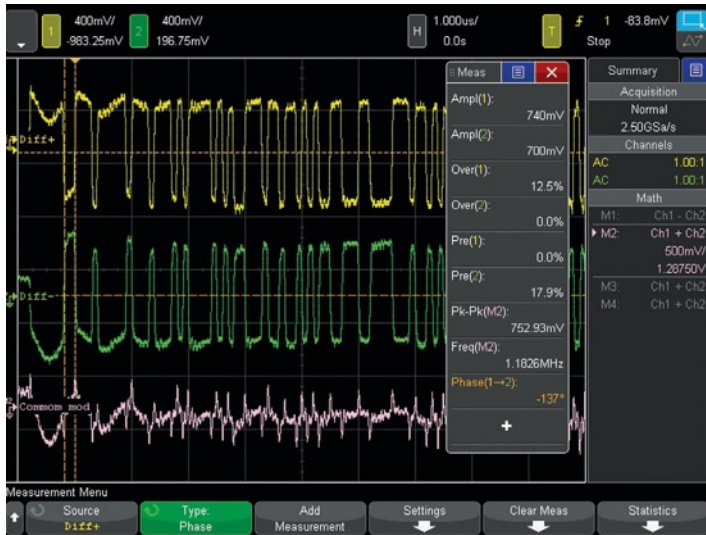 1 400mV/ 2 400mV/ H 1.000us/ T 1 -83.8mV
-983.25mV 196.75mV 0.0s Stop
Meas
Summary
Acquisition
Normal
2.50GSa/s
Channels
AC 1.00:1
AC 1.00:1
Math
M1: Ch1 - Ch2
M2: Ch1 + Ch2
500mV/
1.28750V
M3: Ch1 + Ch2
M4: Ch1 + Ch2
Ampl(1):
740mV
Ampl(2):
700mV
Over(1):
12.5%
Over(2):
0.0%
Pre(1):
0.0%
Pre(2):
17.9%
Pk-Pk(M2):
752.93mV
Freq(M2):
1.1826MHz
Phase(1→2):
-137°
+
Diff+
Diff-
Commom mod
Measurement Menu
Source
Diff+
Type:
Phase
Add
Measurement
Settings
Clear Meas
Statistics